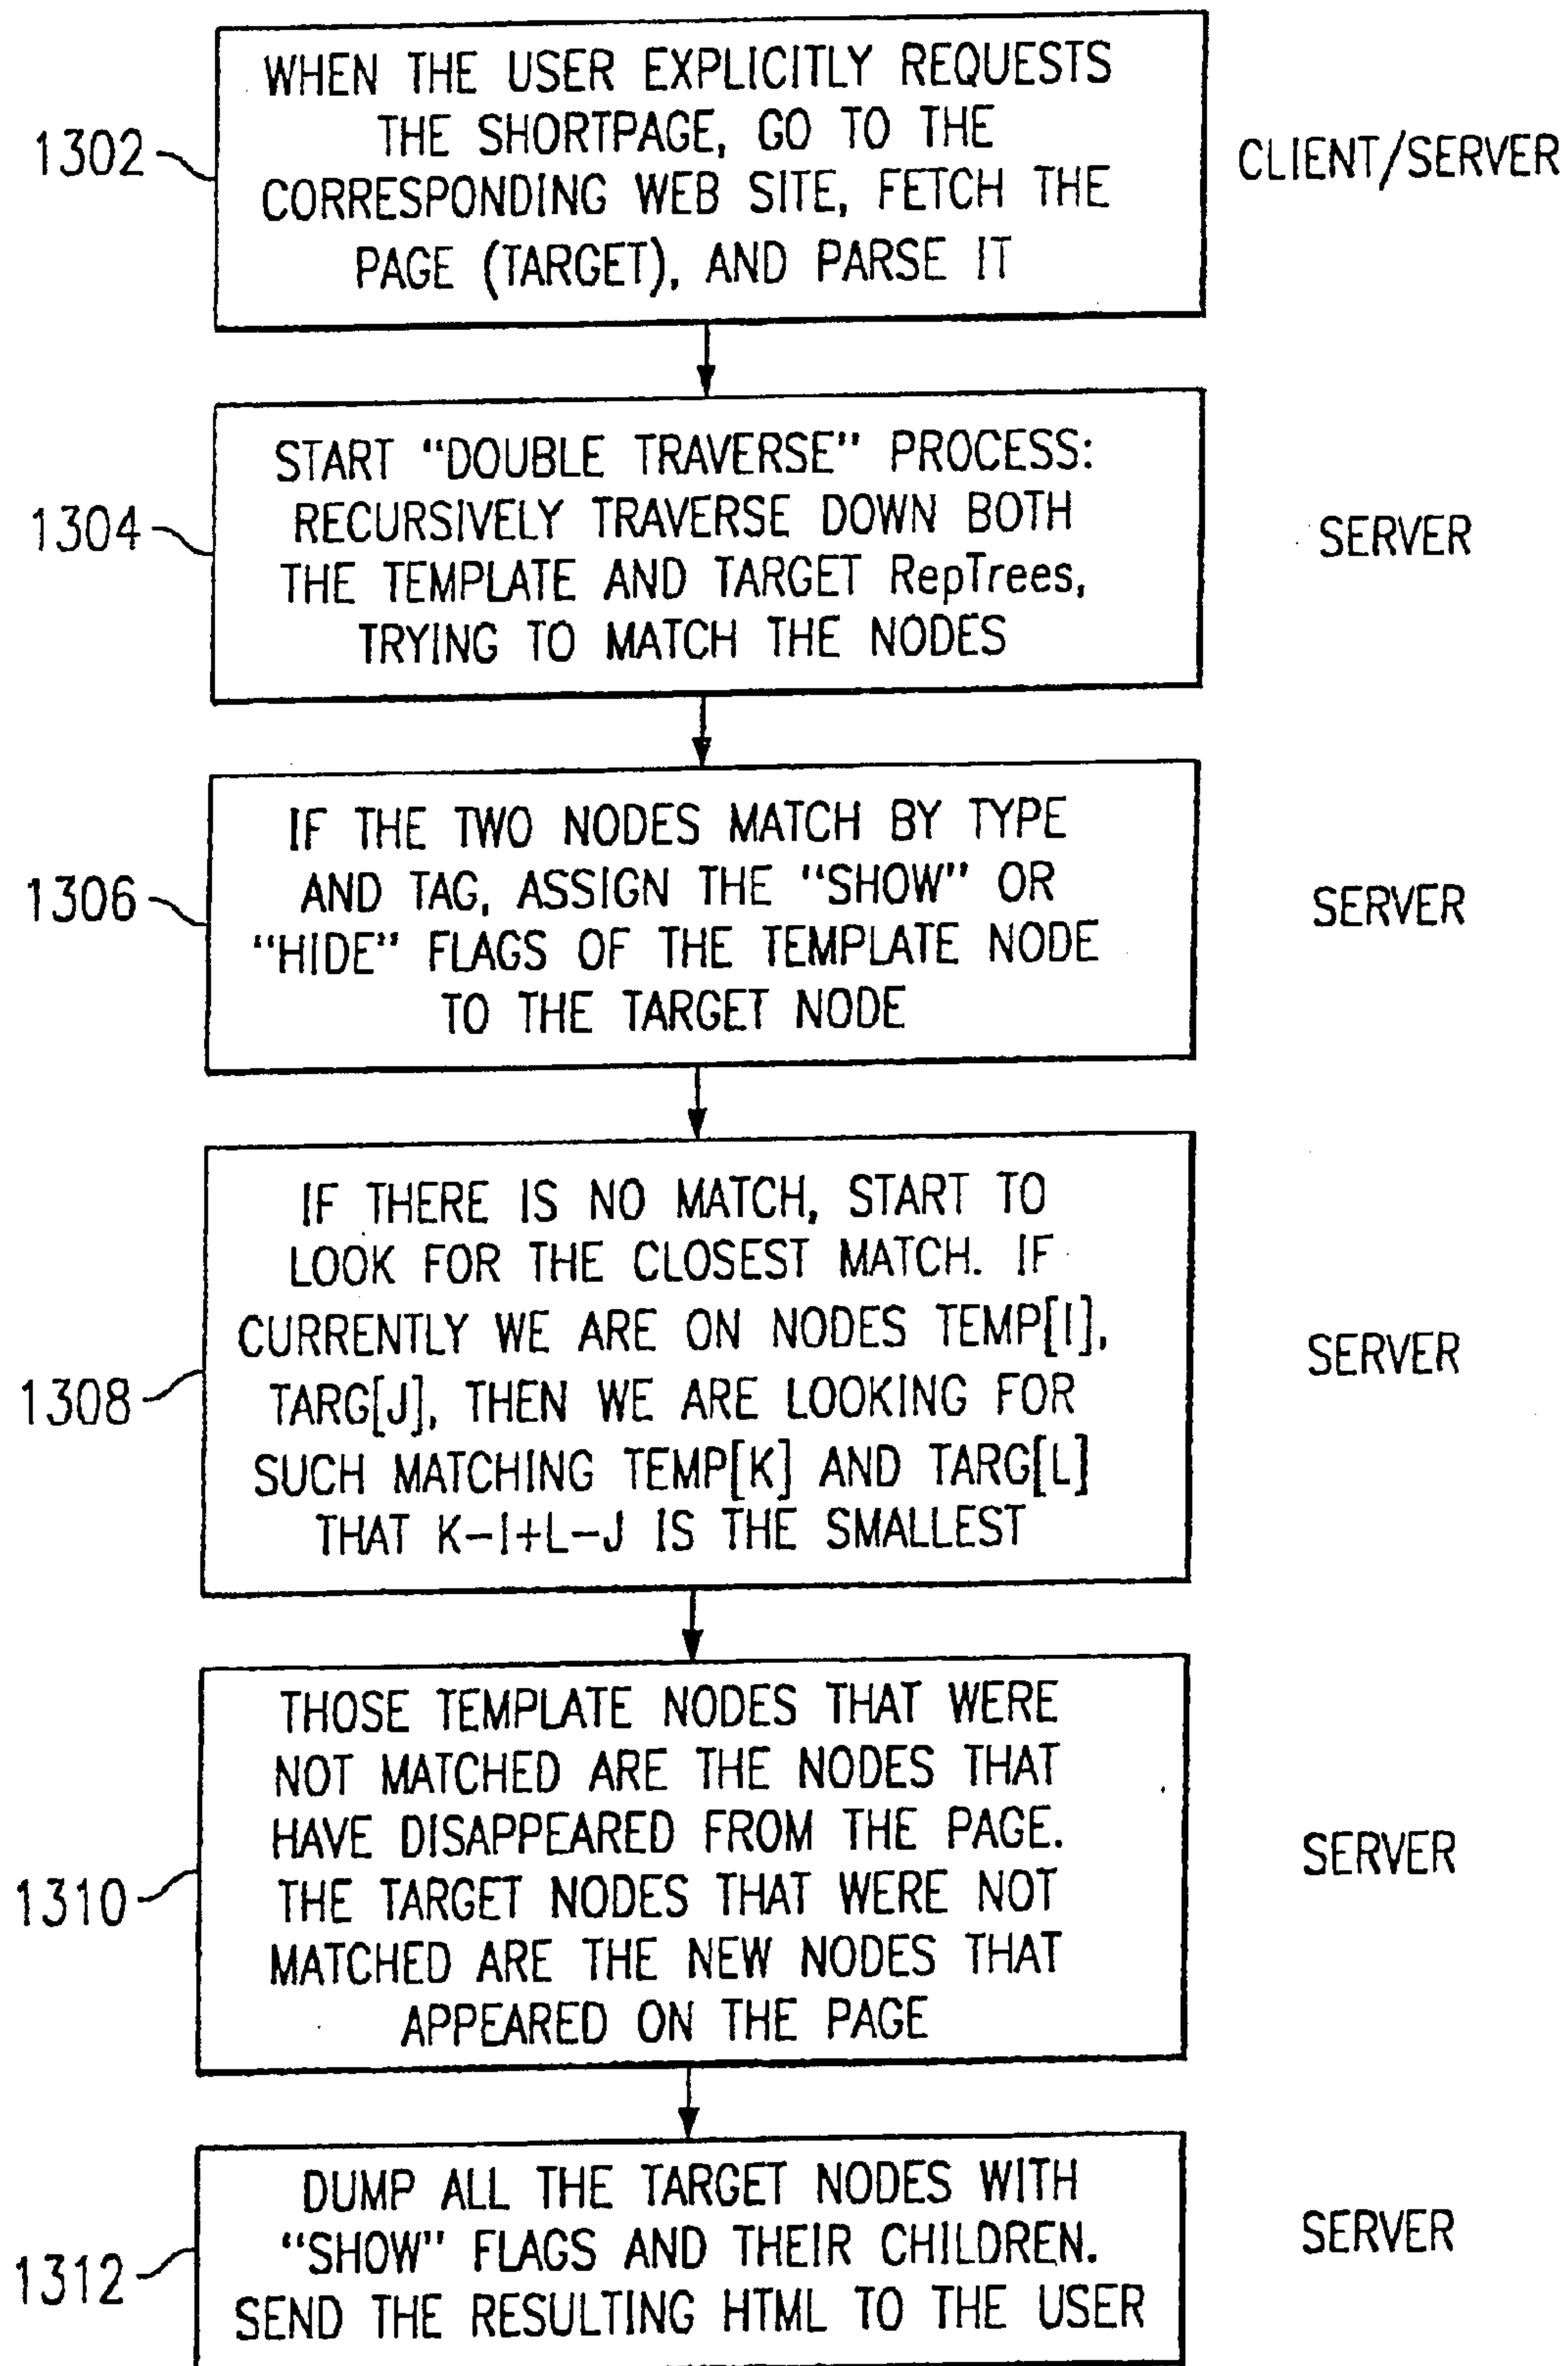 WHEN THE USER EXPLICITLY REQUESTS
THE SHORTPAGE, GO TO THE
CORRESPONDING WEB SITE, FETCH THE
PAGE (TARGET), AND PARSE IT
1302
CLIENT/SERVER
START “DOUBLE TRAVERSE” PROCESS:
RECURSIVELY TRAVERSE DOWN BOTH
THE TEMPLATE AND TARGET RepTrees,
TRYING TO MATCH THE NODES
1304
SERVER
IF THE TWO NODES MATCH BY TYPE
AND TAG, ASSIGN THE "SHOW" OR
"HIDE" FLAGS OF THE TEMPLATE NODE
TO THE TARGET NODE
1306
SERVER
IF THERE IS NO MATCH, START TO
LOOK FOR THE CLOSEST MATCH. IF
CURRENTLY WE ARE ON NODES TEMP[I],
TARG[J], THEN WE ARE LOOKING FOR
SUCH MATCHING TEMP[K] AND TARG[L]
THAT K-I+L-J IS THE SMALLEST
1308
SERVER
THOSE TEMPLATE NODES THAT WERE
NOT MATCHED ARE THE NODES THAT
HAVE DISAPPEARED FROM THE PAGE.
THE TARGET NODES THAT WERE NOT
MATCHED ARE THE NEW NODES THAT
APPEARED ON THE PAGE
1310
SERVER
DUMP ALL THE TARGET NODES WITH
“SHOW” FLAGS AND THEIR CHILDREN.
SEND THE RESULTING HTML TO THE USER
1312
SERVER